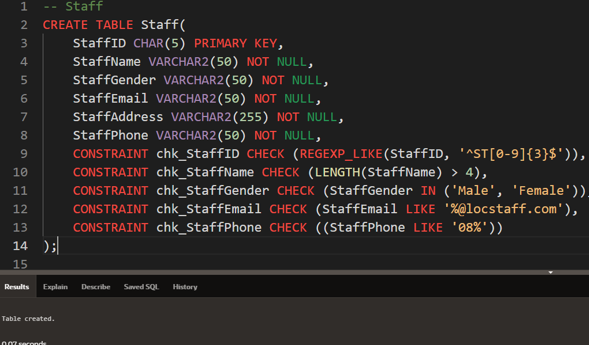 1 -- Staff
2 CREATE TABLE Staff(
3 StaffID CHAR(5) PRIMARY KEY,
4 StaffName VARCHAR2(50) NOT NULL,
5 StaffGender VARCHAR2(50) NOT NULL,
6 StaffEmail VARCHAR2(50) NOT NULL,
7 StaffAddress VARCHAR2(255) NOT NULL,
8 StaffPhone VARCHAR2(50) NOT NULL,
9 CONSTRAINT chk_StaffID CHECK (REGEXP_LIKE(StaffID, '^ST[0-9]{3}$')),
10 CONSTRAINT chk_StaffName CHECK (LENGTH(StaffName) > 4),
11 CONSTRAINT chk_StaffGender CHECK (StaffGender IN ('Male', 'Female')),
12 CONSTRAINT chk_StaffEmail CHECK (StaffEmail LIKE '%@locstaff.com'),
13 CONSTRAINT chk_StaffPhone CHECK ((StaffPhone LIKE '08%'))
14 );
15
Results Explain Describe Saved SQL History
Table created.
0.02 seconds